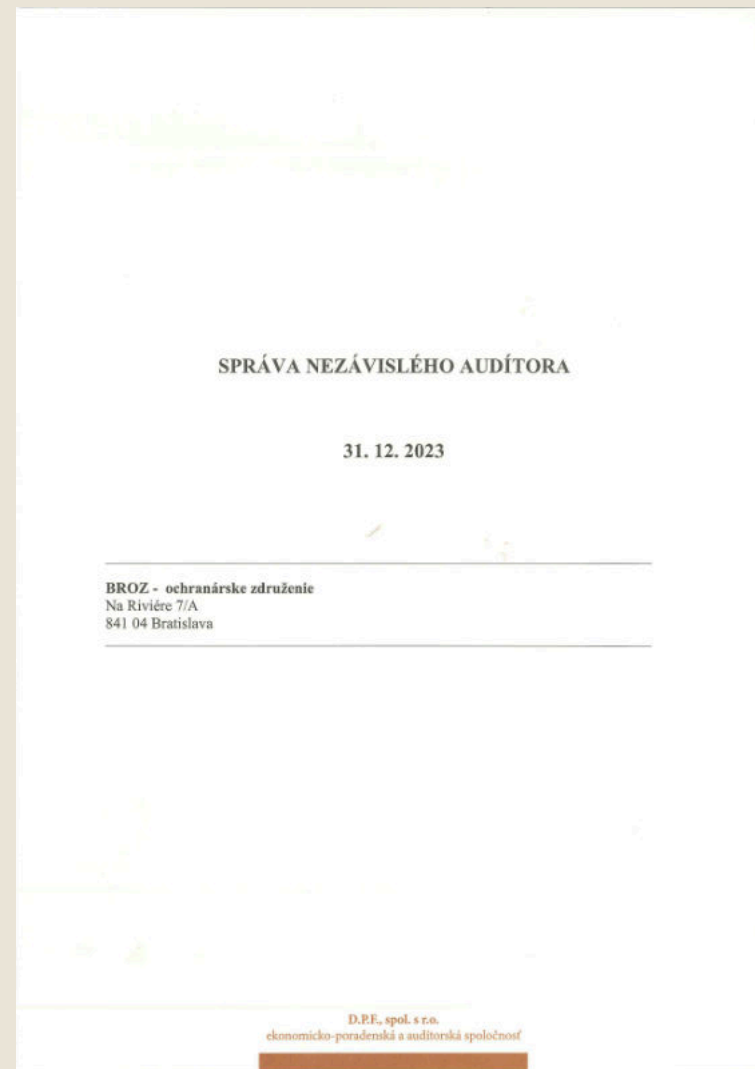 SPRÁVA NEZÁVISLÉHO AUDÍTORA
31. 12. 2023
BROZ - ochranárske združenie
Na Riviére 7/A
841 04 Bratislava
D.P.F., spol. s r.o.
ekonomicko-poradenská a audítorská spoločnosť